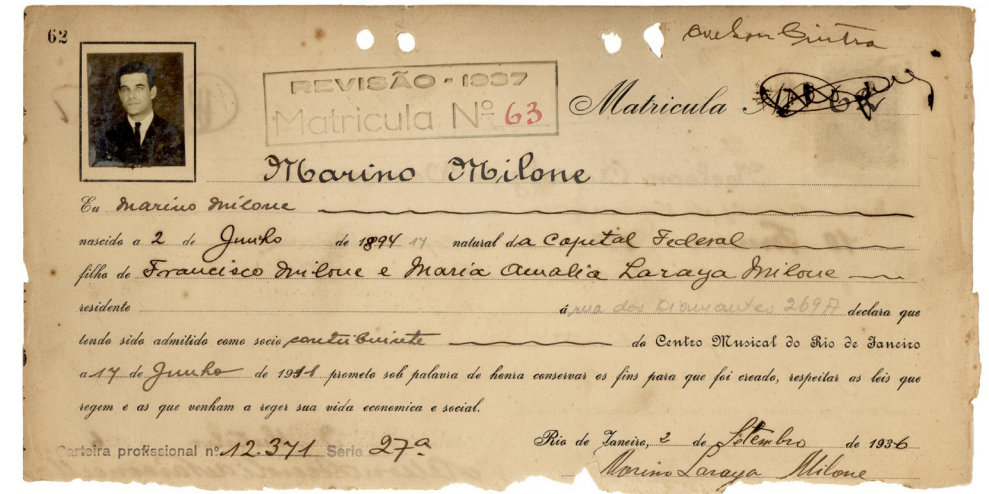 62
REVISÃO - 1937
Matricula Nº 63
Matricula
Marino Milone
Eu Marino Milone
nascido a 2 de Junho de 1894 natural da Capital Federal
filho de Francisco Milone e Maria Amalia Laraya Milone
residente á rua dos Diamantes 269A declara que
tendo sido admitido como socio contribuinte do Centro Musical do Rio de Janeiro
a 17 de Junho de prometo sob palavra de honra conservar os fins para que foi creado, respeitar as leis que
regem e as que venham a reger sua vida economica e social.
Carteira profissional nº 12.371 Série 27ª
Rio de Janeiro, 2 de Setembro de 1936
Marino Laraya Milone